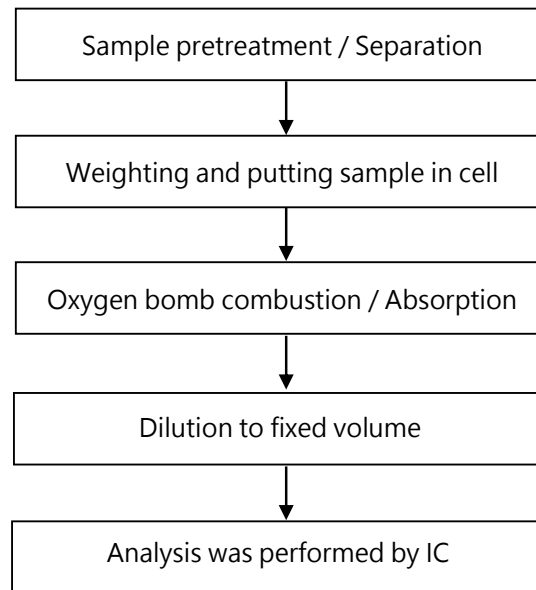 Sample pretreatment / Separation
Weighting and putting sample in cell
Oxygen bomb combustion / Absorption
Dilution to fixed volume
Analysis was performed by IC